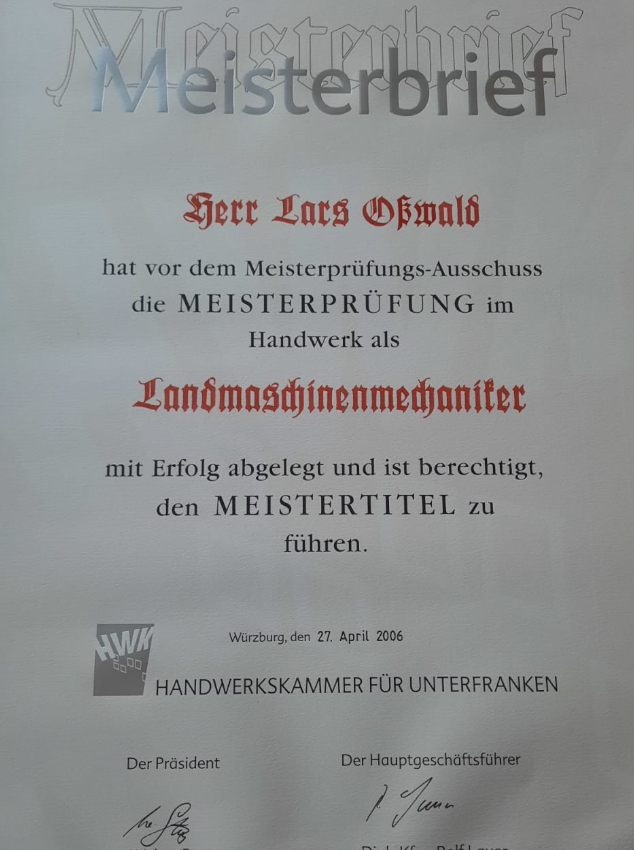 Meisterbrief
Meisterbrief
Herr Lars Oßwald
hat vor dem Meisterprüfungs-Ausschuss
die MEISTERPRÜFUNG im
Handwerk als
Landmaschinenmechaniker
mit Erfolg abgelegt und ist berechtigt,
den MEISTERTITEL zu
führen.
HWK
Würzburg, den 27. April 2006
HANDWERKSKAMMER FÜR UNTERFRANKEN
Der Präsident
Der Hauptgeschäftsführer